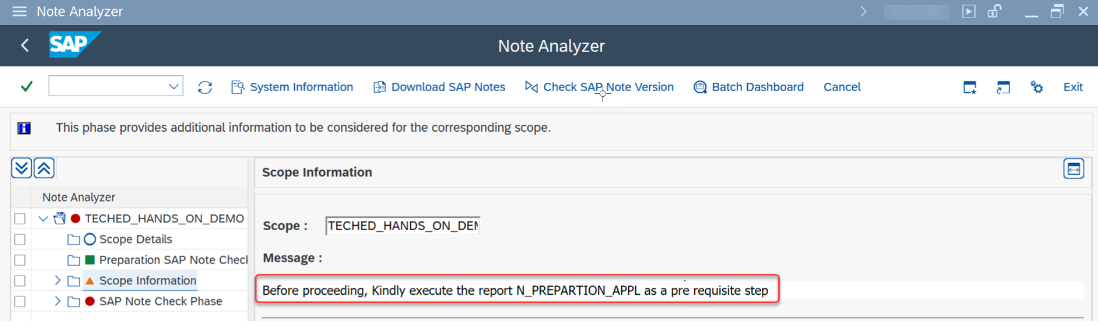 Note Analyzer
SAP
Note Analyzer
System Information
Download SAP Notes
Check SAP Note Version
Batch Dashboard
Cancel
Exit
This phase provides additional information to be considered for the corresponding scope.
Note Analyzer
TECHED_HANDS_ON_DEMO
Scope Details
Preparation SAP Note Checl
Scope Information
SAP Note Check Phase
Scope Information
Scope :
TECHED_HANDS_ON_DEM
Message :
Before proceeding, Kindly execute the report N_PREPARTION_APPL as a pre requisite step